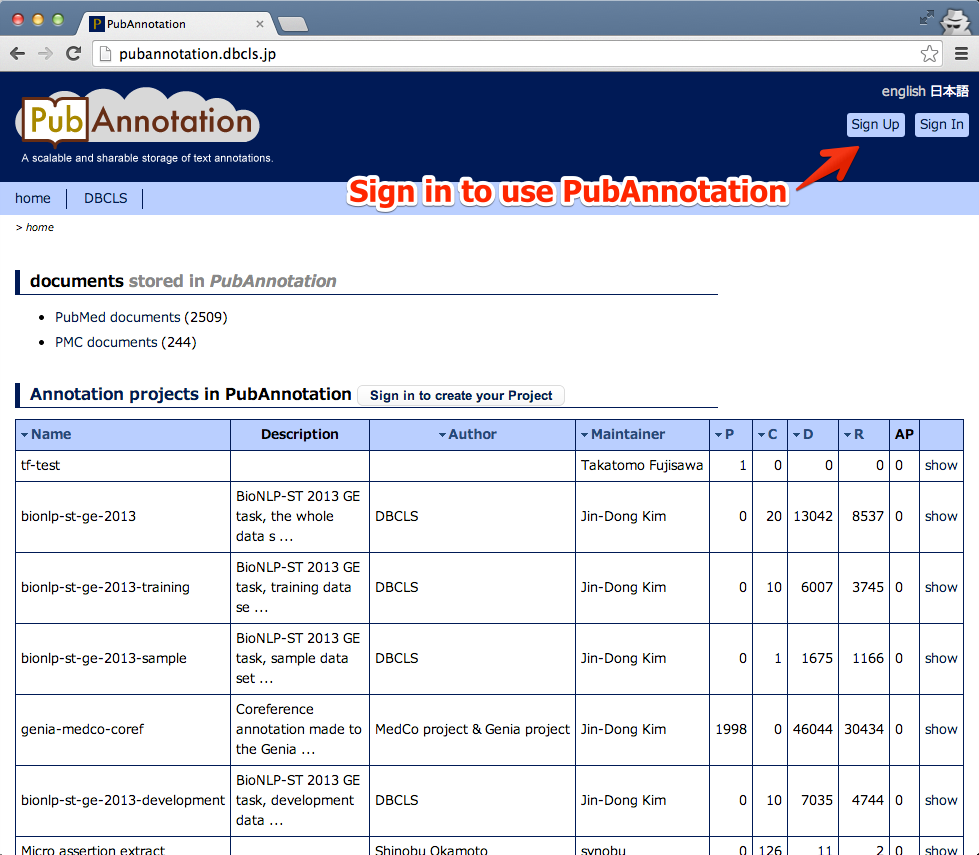 PubAnnotation
pubannotation.dbcls.jp
english 日本語
PubAnnotation
Sign Up Sign In
A scalable and sharable storage of text annotations.
Sign in to use PubAnnotation
home DBCLS
> home
documents stored in PubAnnotation
• PubMed documents (2509)
• PMC documents (244)
Annotation projects in PubAnnotation Sign in to create your Project
Name Description Author Maintainer P C D R AP
tf-test Takatomo Fujisawa 1 0 0 0 0 show
BioNLP-ST 2013 GE
bionlp-st-ge-2013 task, the whole DBCLS Jin-Dong Kim 0 20 13042 8537 0 show
data s ...
BioNLP-ST 2013 GE
bionlp-st-ge-2013-training task, training data DBCLS Jin-Dong Kim 0 10 6007 3745 0 show
se ...
BioNLP-ST 2013 GE
bionlp-st-ge-2013-sample task, sample data DBCLS Jin-Dong Kim 0 1 1675 1166 0 show
set ...
Coreference
genia-medco-coref annotation made to MedCo project & Genia project Jin-Dong Kim 1998 0 46044 30434 0 show
the Genia ...
BioNLP-ST 2013 GE
bionlp-st-ge-2013-development task, development DBCLS Jin-Dong Kim 0 10 7035 4744 0 show
data ...
Micro assertion extract Shinobu Okamoto synobu 0 126 11 2 0 show